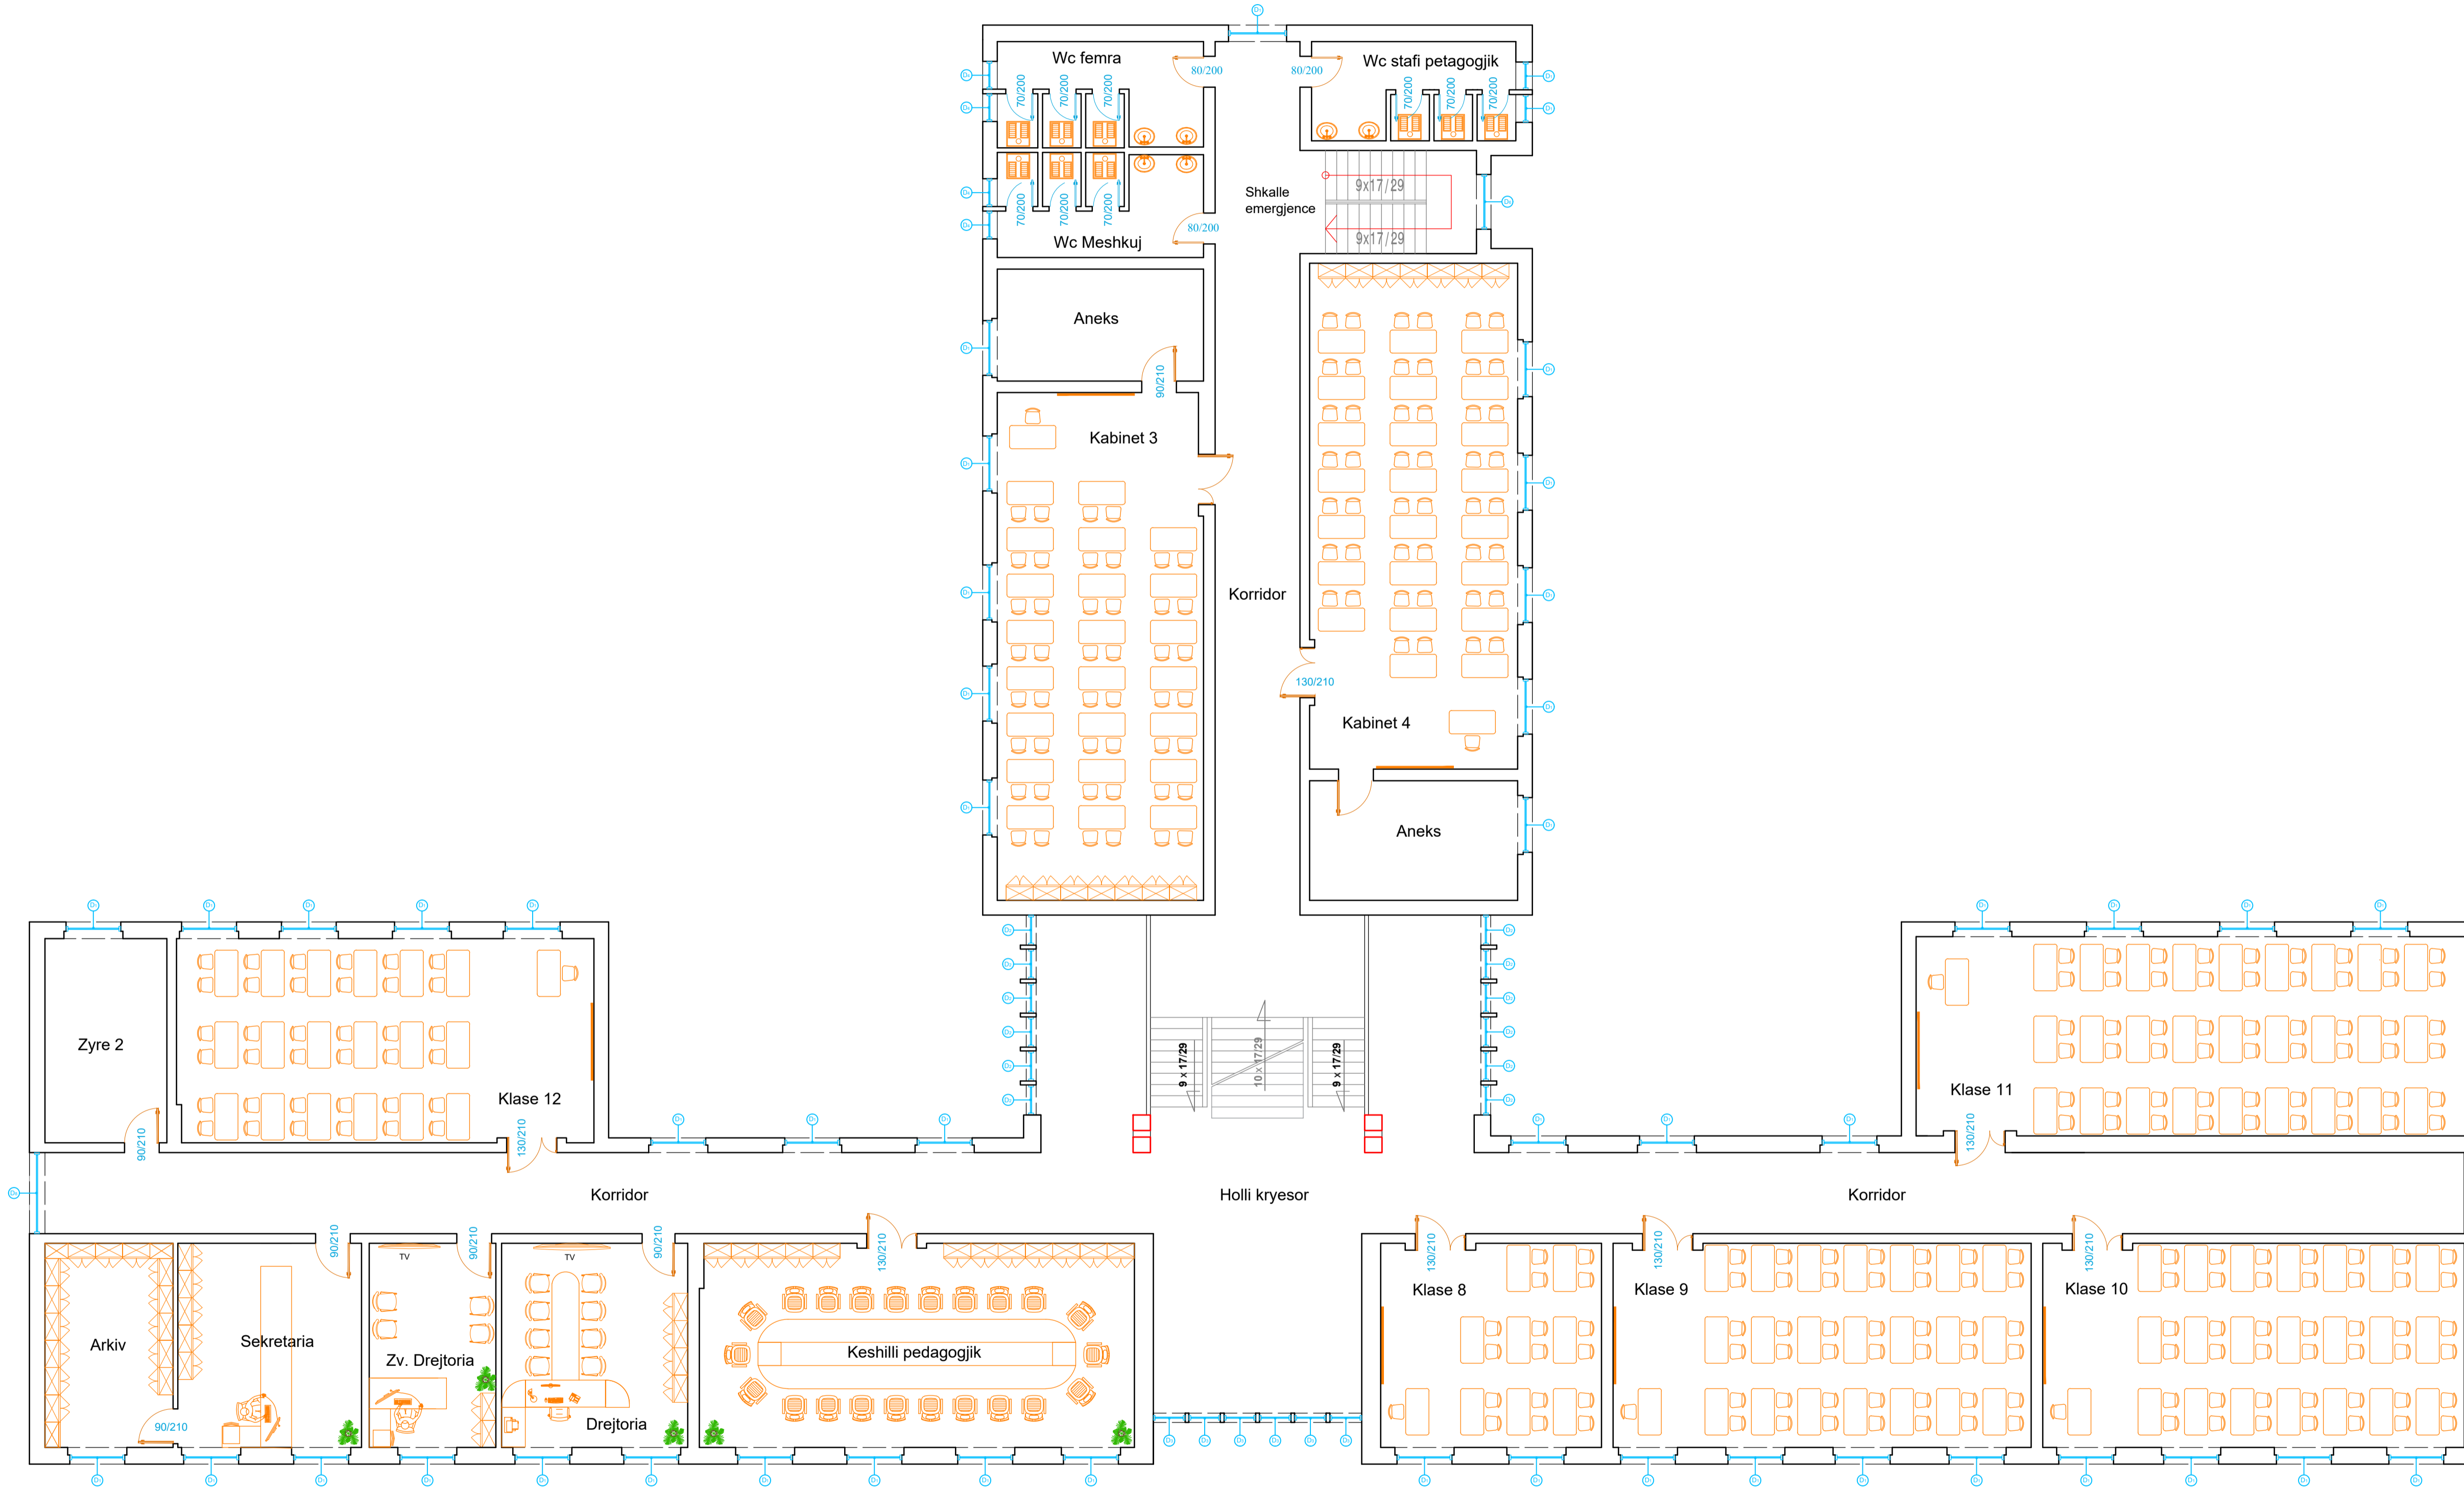 Wc femra
Wc stafi petagogjik
80/200
80/200
70/200
70/200
70/200
70/200
70/200
70/200
70/200
70/200
70/200
80/200
Wc Meshkuj
Shkalle
emergjence
9x17/29
9x17/29
Aneks
90/210
Kabinet 3
Korridor
130/210
Kabinet 4
Aneks
Zyre 2
Klase 12
90/210
130/210
9 x 17/29
10 x 17/29
9 x 17/29
Klase 11
130/210
Korridor
Holli kryesor
Korridor
90/210
90/210
90/210
130/210
130/210
130/210
130/210
TV
TV
Arkiv
Sekretaria
Zv. Drejtoria
Drejtoria
Keshilli pedagogjik
Klase 8
Klase 9
Klase 10
90/210